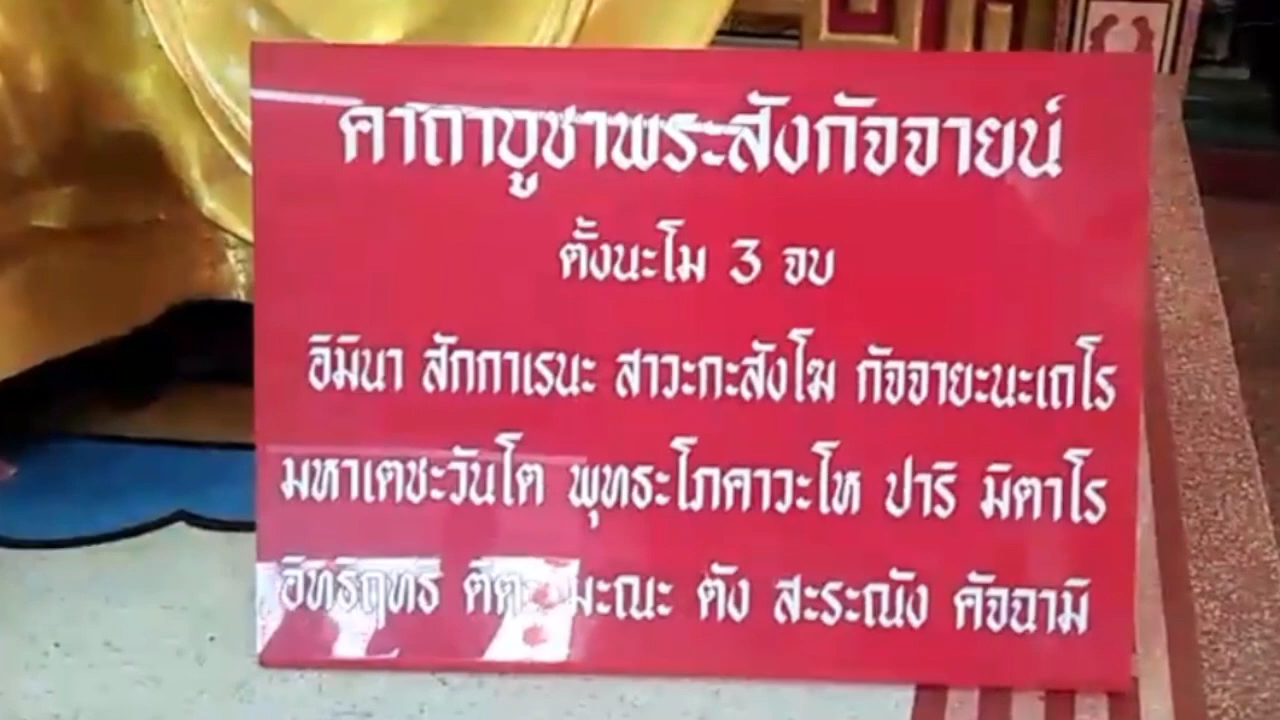 คาถาบูชาพระสังกัจจายน์
ตั้งนะโม 3 จบ
อิมินา สักกาเรนะ สาวะกะสังโฆ กัจจายะนะเถโร
มหาเตชะวันโต พุทธะโภคาวะโห ปาริ มิตาโร
อิทธิฤทธิ ตัง สะระณัง คัจฉามิ